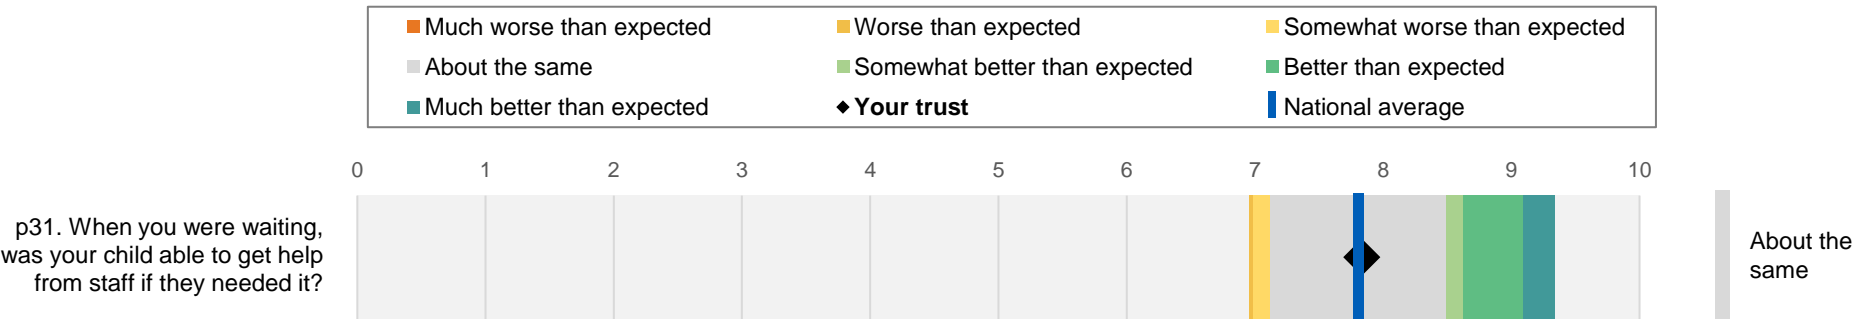 Much worse than expected
Worse than expected
Somewhat worse than expected
About the same
Somewhat better than expected
Better than expected
Much better than expected
Your trust
National average
0 1 2 3 4 5 6 7 8 9 10
p31. When you were waiting,
was your child able to get help
from staff if they needed it?
About the
same